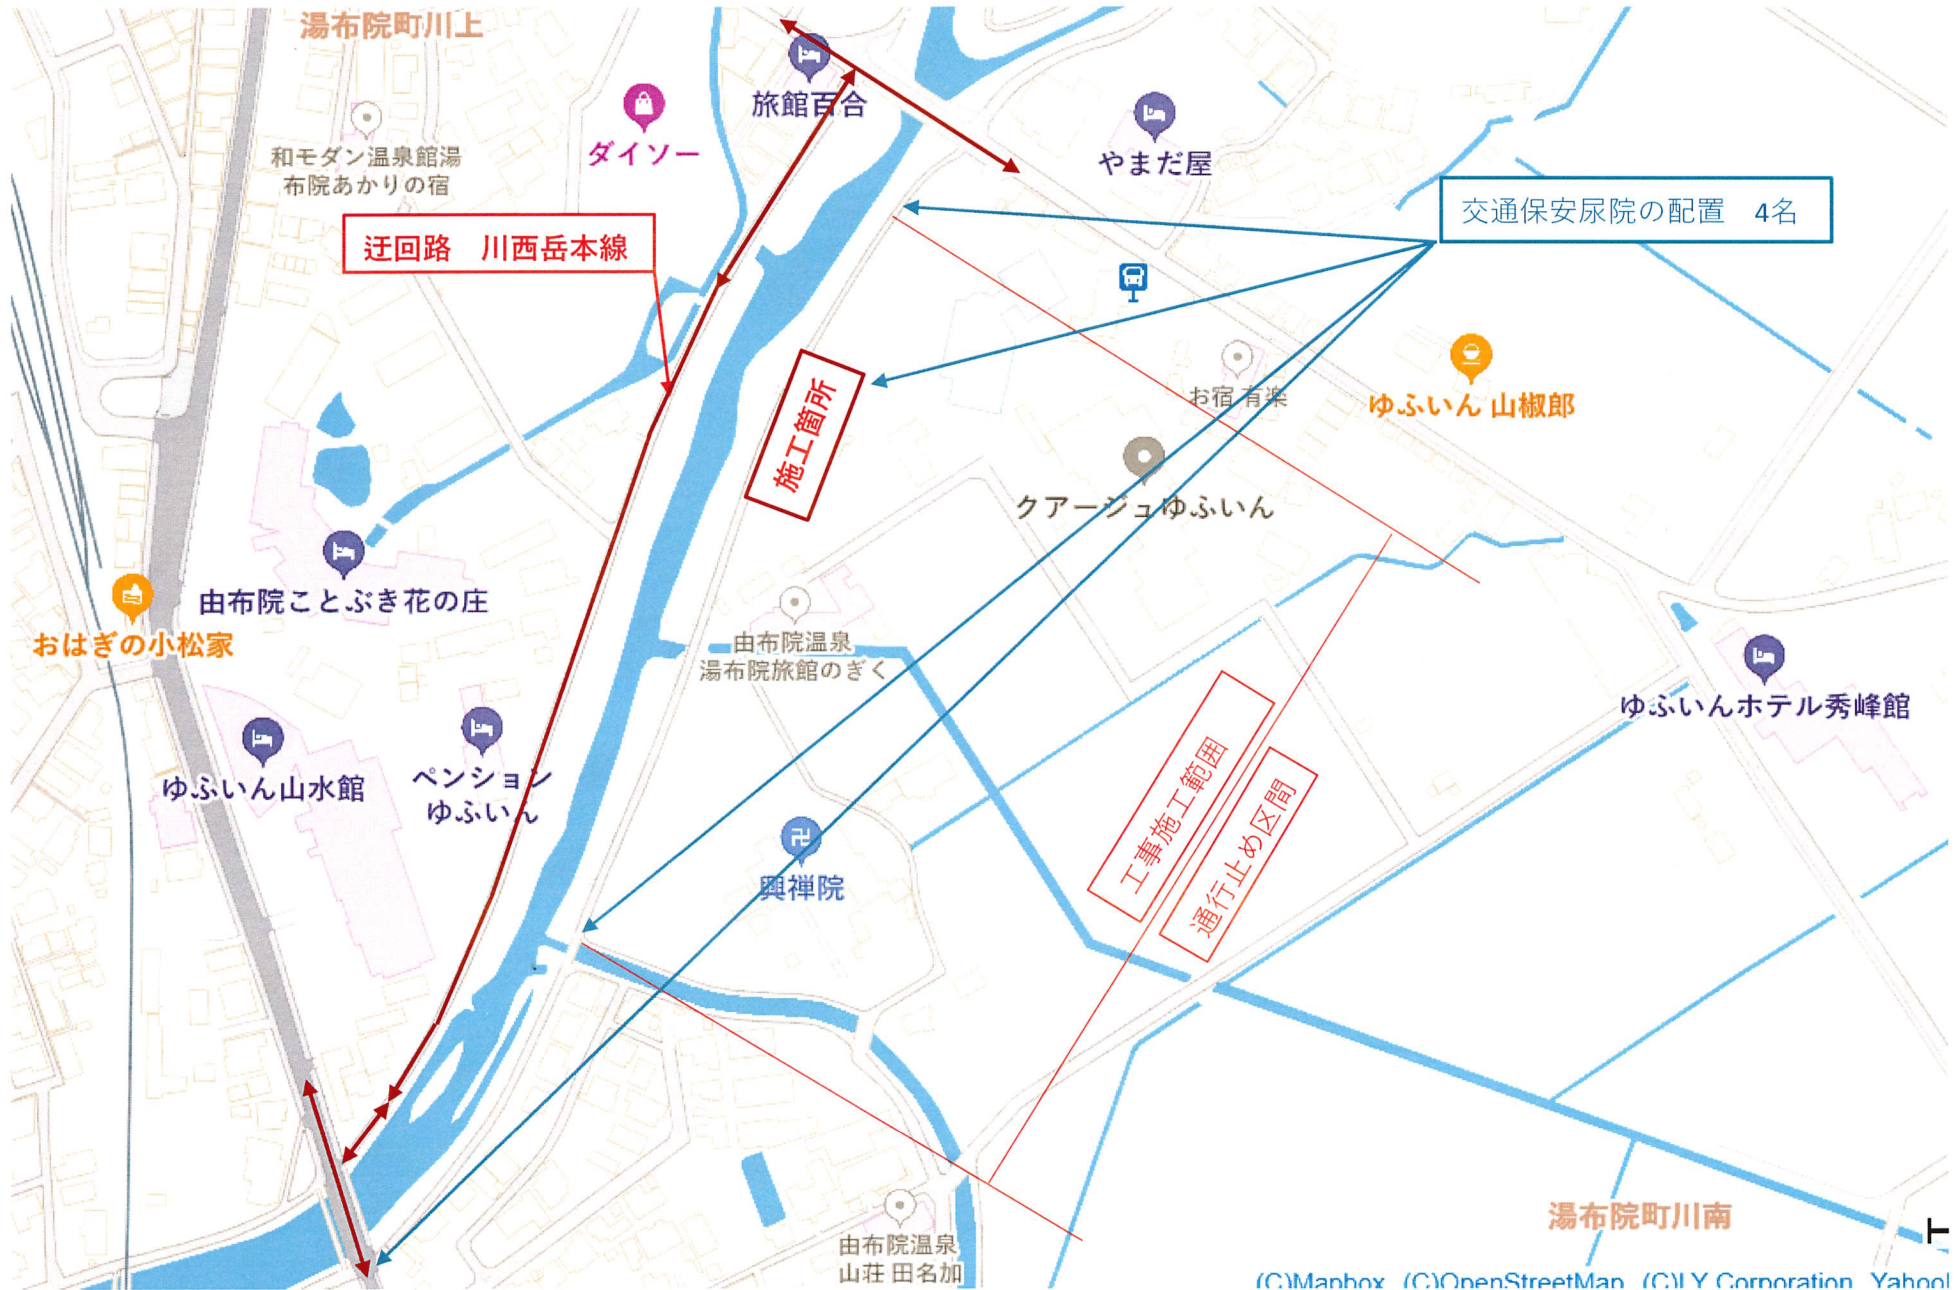 湯布院町川上
旅館百合
ダイソー
やまだ屋
和モダン温泉館湯
布院あかりの宿
交通保安尿院の配置　4名
迂回路　川西岳本線
施工箇所
お宿 有楽
ゆふいん 山椒郎
クアージュゆふいん
由布院ことぶき花の庄
おはぎの小松家
由布院温泉
湯布院旅館のぎく
ゆふいんホテル秀峰館
ゆふいん山水館
ペンション
ゆふいん
工事施工範囲
通行止め区間
卍
興禅院
湯布院町川南
由布院温泉
山荘 田名加
(C)Mapbox (C)OpenStreetMap (C)LY Corporation Yahoo